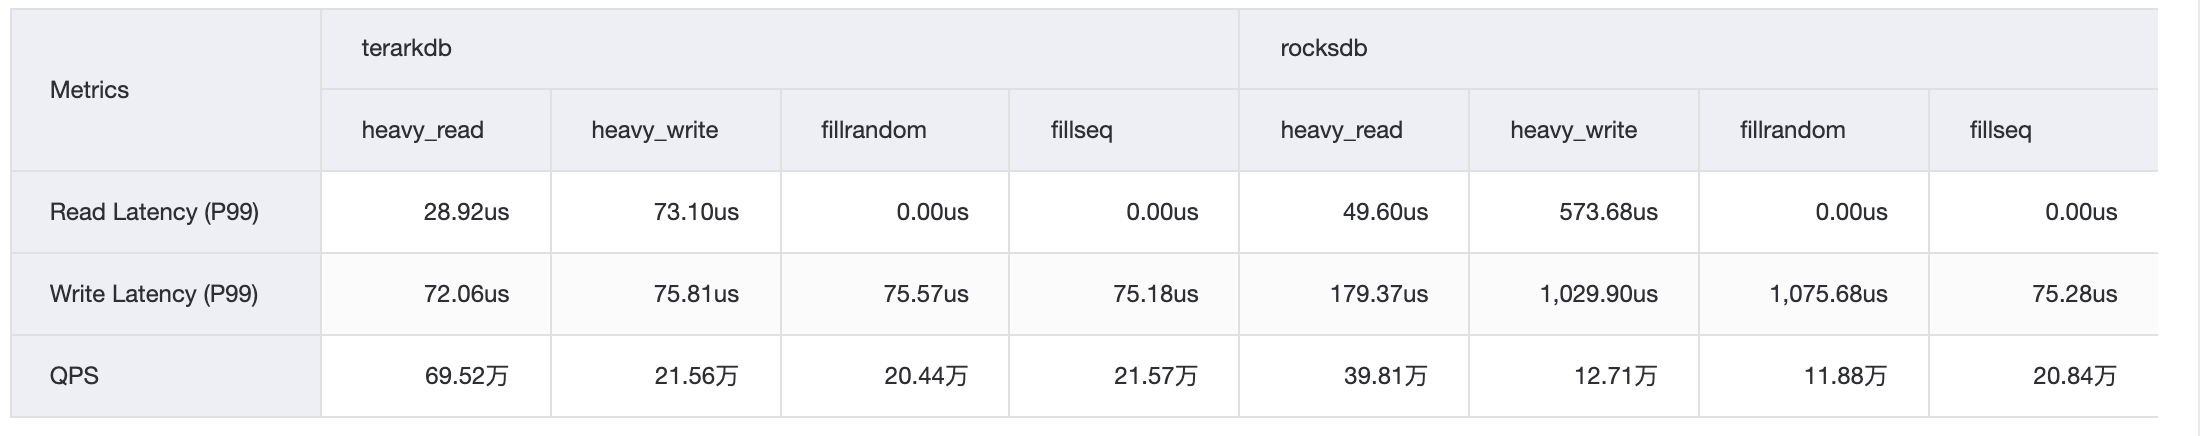 Metrics terarkdb rocksdb
heavy_read heavy_write fillrandom fillseq heavy_read heavy_write fillrandom fillseq
Read Latency (P99) 28.92us 73.10us 0.00us 0.00us 49.60us 573.68us 0.00us 0.00us
Write Latency (P99) 72.06us 75.81us 75.57us 75.18us 179.37us 1,029.90us 1,075.68us 75.28us
QPS 69.52万 21.56万 20.44万 21.57万 39.81万 12.71万 11.88万 20.84万